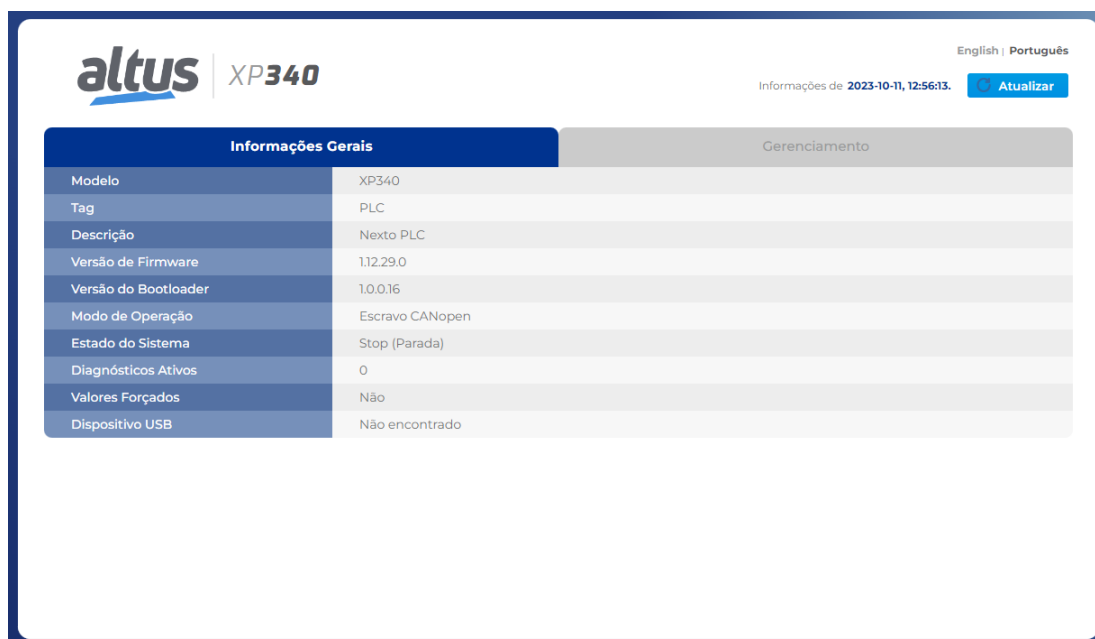 English | Português
altus | XP340
Informações de 2023-10-11, 12:56:13. Atualizar
Informações Gerais Gerenciamento
Modelo XP340
Tag PLC
Descrição Nexto PLC
Versão de Firmware 1.12.29.0
Versão do Bootloader 1.0.0.16
Modo de Operação Escravo CANopen
Estado do Sistema Stop (Parada)
Diagnósticos Ativos 0
Valores Forçados Não
Dispositivo USB Não encontrado